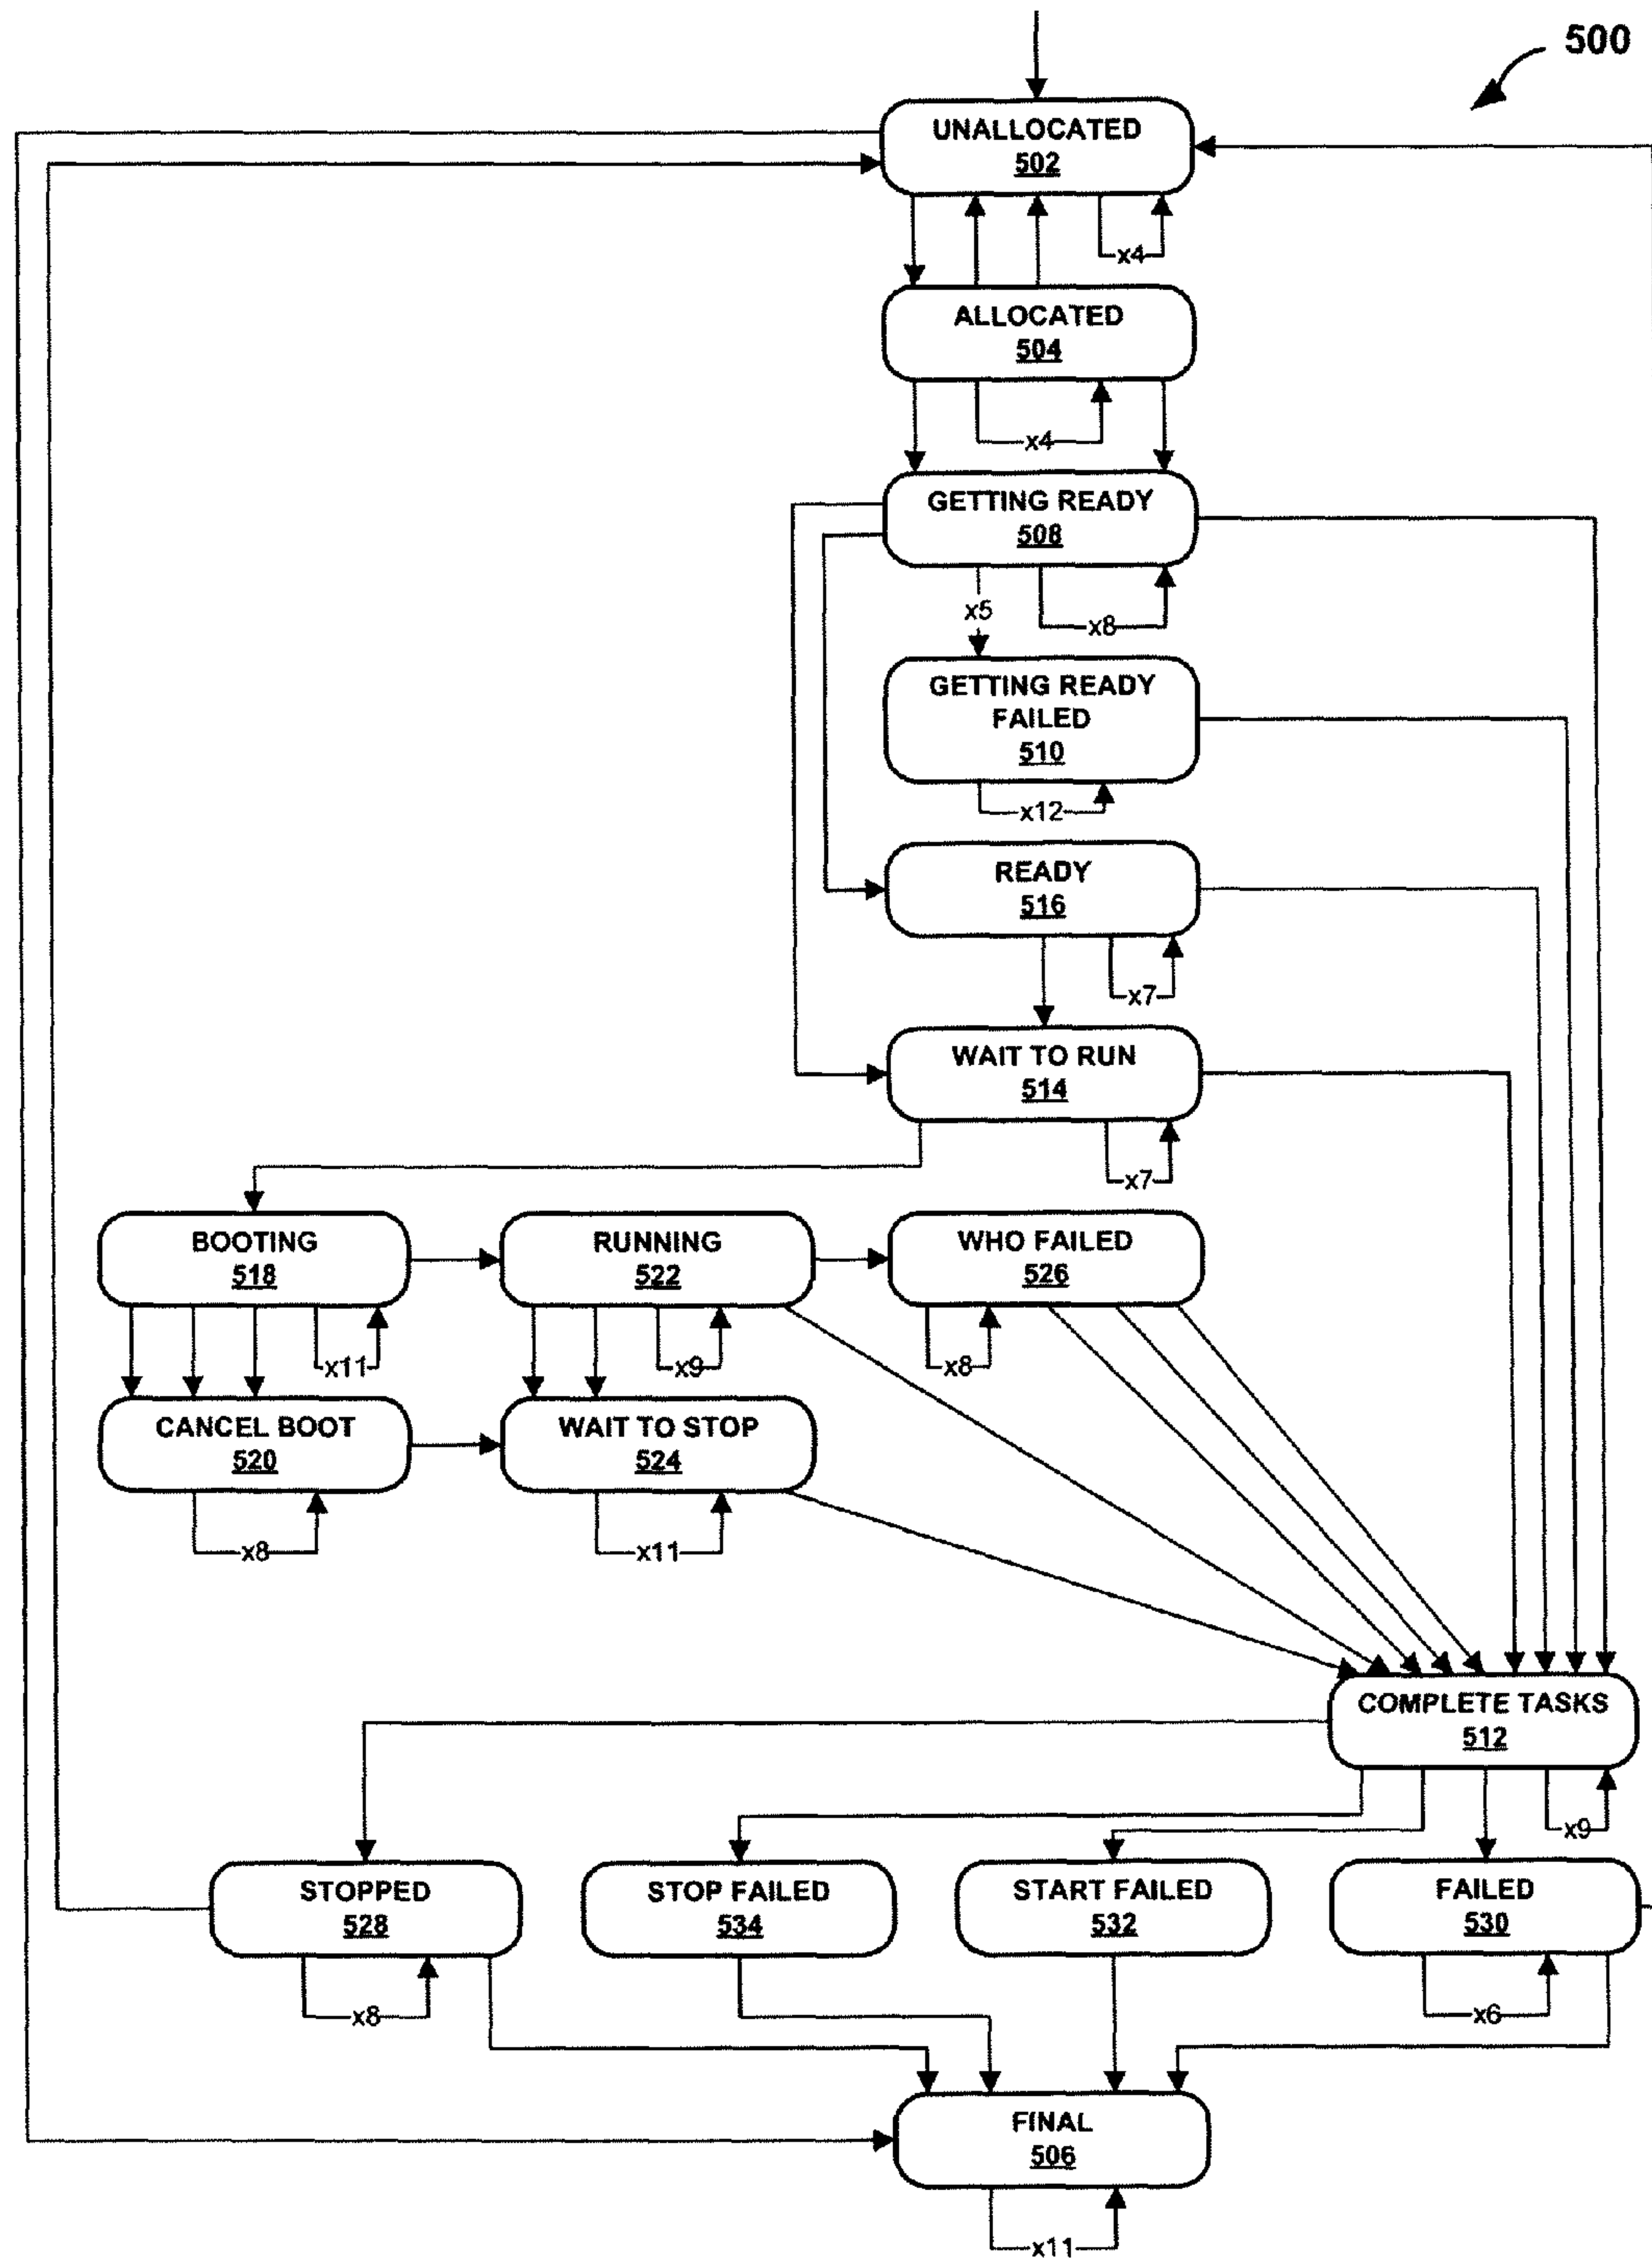 500
UNALLOCATED
502
x4
ALLOCATED
504
x4
GETTING READY
508
x5
x8
GETTING READY
FAILED
510
x12
READY
516
x7
WAIT TO RUN
514
x7
BOOTING
518
RUNNING
522
WHO FAILED
526
x11
x9
x8
CANCEL BOOT
520
WAIT TO STOP
524
x8
x11
COMPLETE TASKS
512
x9
STOPPED
528
STOP FAILED
534
START FAILED
532
FAILED
530
x8
x6
FINAL
506
x11